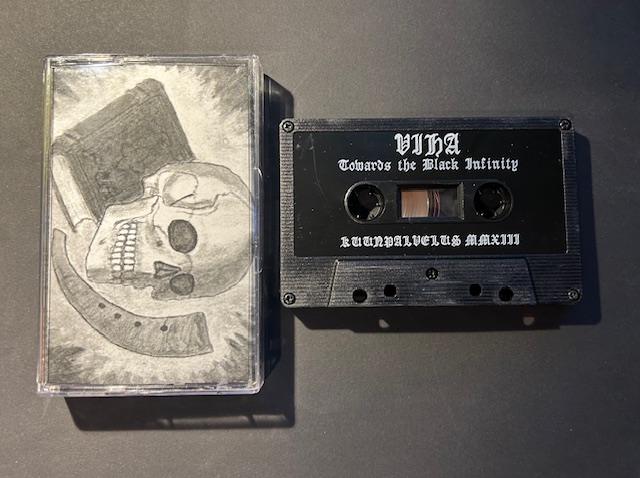 VIHA
Towards the Black Infinity
KUUNPALVELUS MMXIII